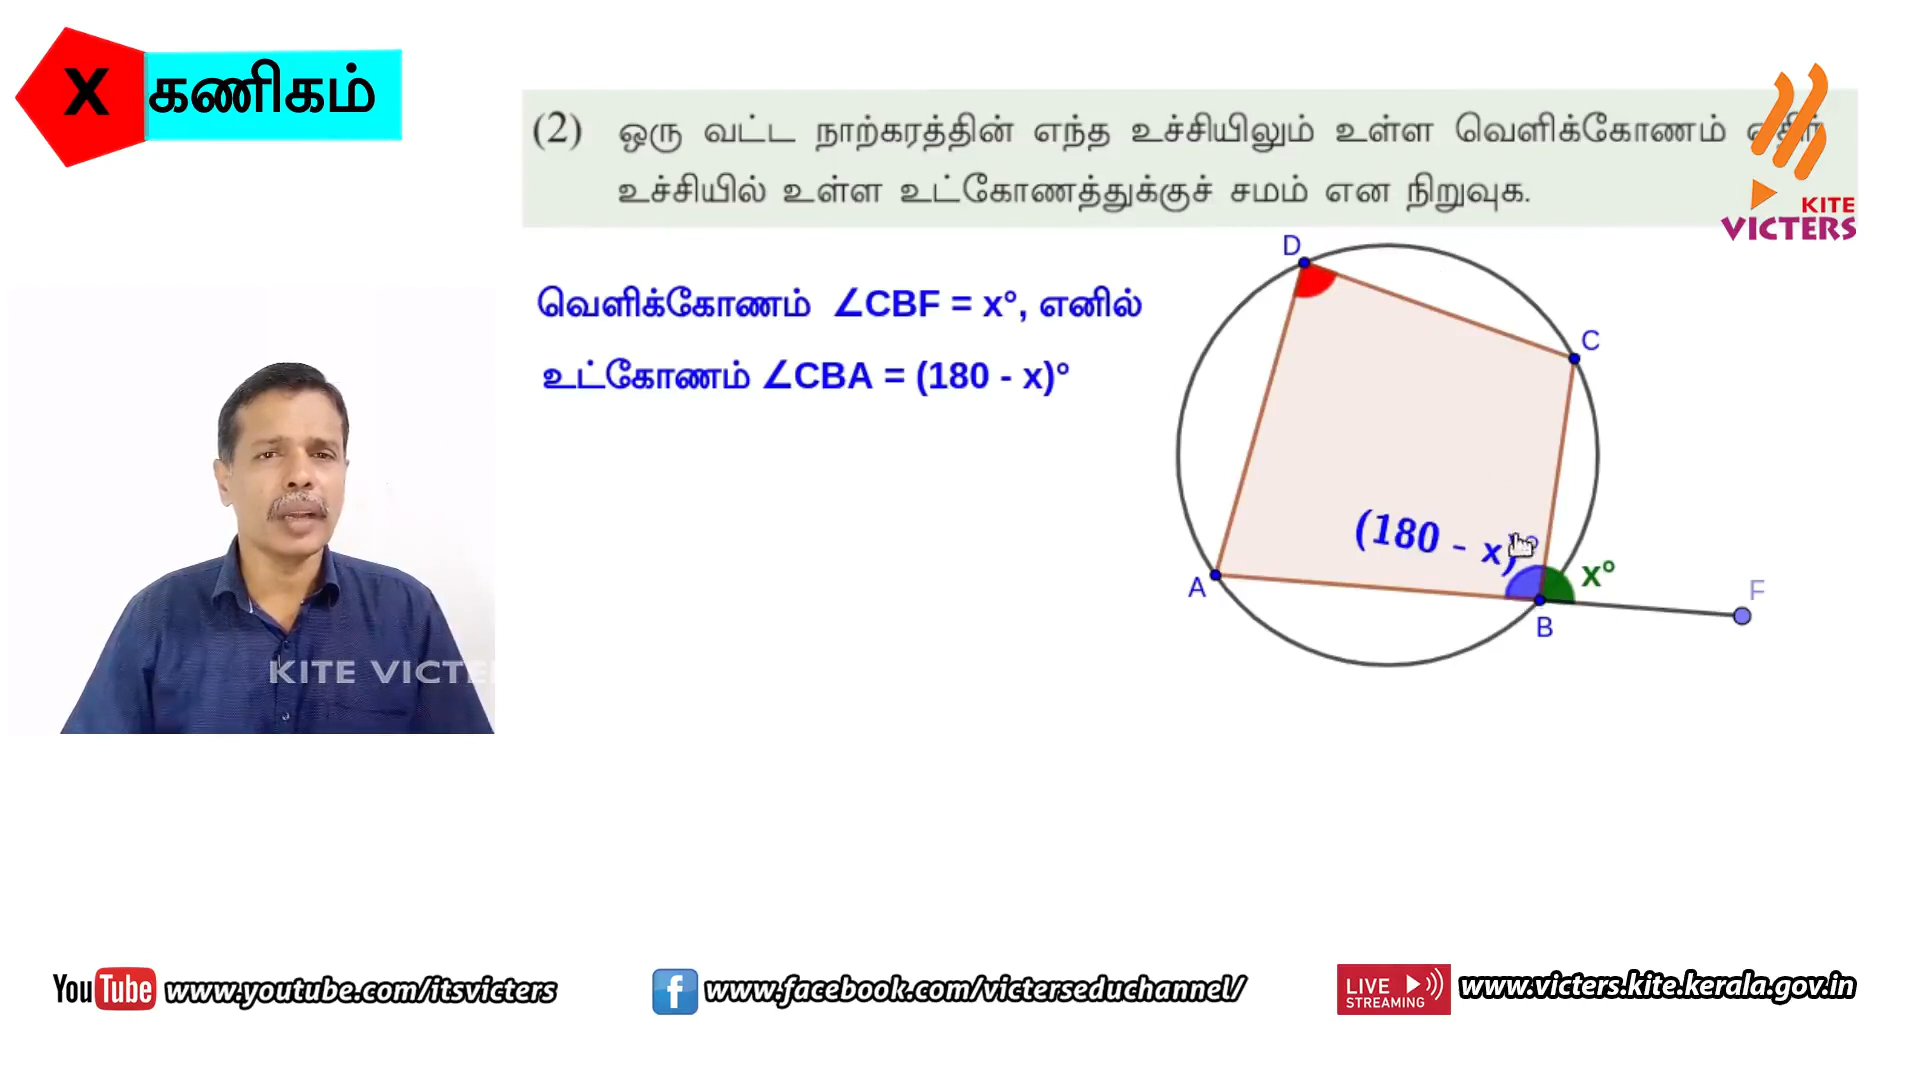 X கணிகம்
(2) ஒரு வட்ட நாற்கரத்தின் எந்த உச்சியிலும் உள்ள வெளிக்கோணம்
உச்சியில் உள்ள உட்கோணத்துக்குச் சமம் என நிறுவுக.
KITE
VICTERS
வெளிக்கோணம் ∠CBF = x°, எனில்
உட்கோணம் ∠CBA = (180 - x)°
D
C
(180 - x)°
x°
A
B
F
KITE VICTE
YouTube www.youtube.com/itsvicters
f www.facebook.com/victerseduchannel/
LIVE STREAMING www.victers.kite.kerala.gov.in